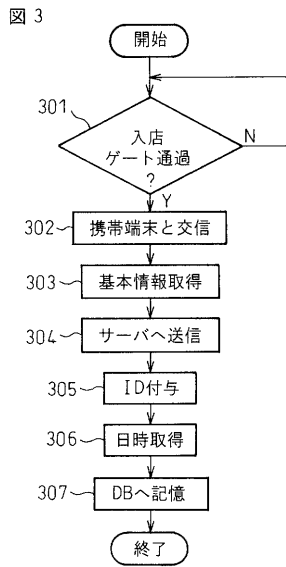 図3
開始
301
入店
ゲート通過
?
N
Y
302
携帯端末と交信
303
基本情報取得
304
サーバへ送信
305
ID付与
306
日時取得
307
DBへ記憶
終了